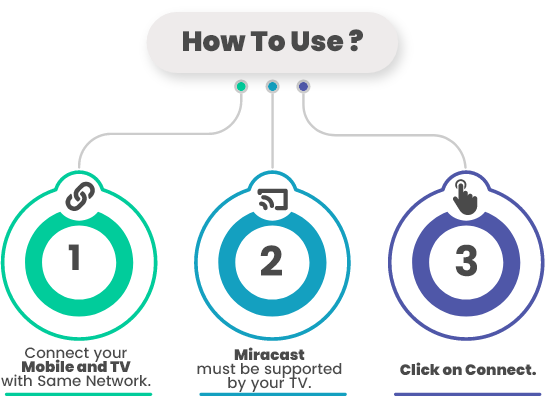 How To Use ?
1
2
3
Connect your
Mobile and TV
with Same Network.
Miracast
must be supported
by your TV.
Click on Connect.